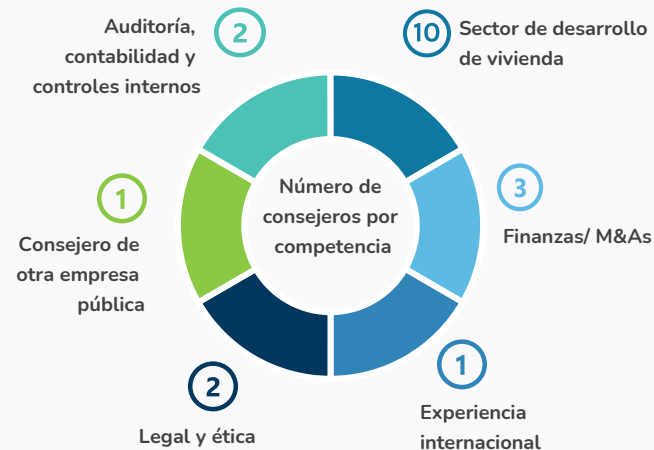 Auditoría,
contabilidad y
controles internos
2
10
Sector de desarrollo
de vivienda
Número de
consejeros por
competencia
1
Consejero de
otra empresa
pública
3
Finanzas/ M&As
2
Legal y ética
1
Experiencia
internacional